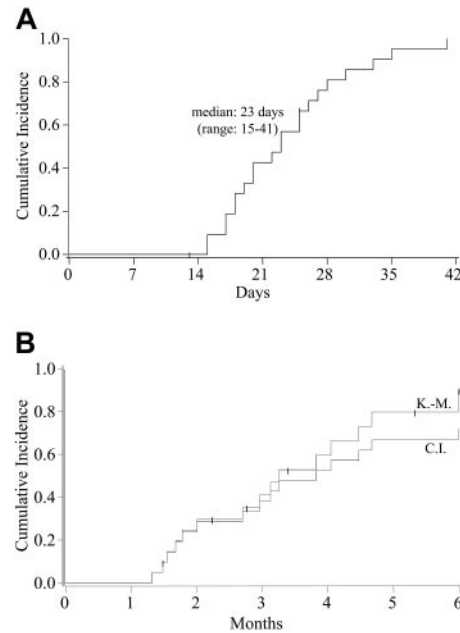 A
1.0
0.8
0.6
0.4
0.2
0.0
Cumulative Incidence
median: 23 days
(range: 15-41)
0 7 14 21 28 35 42
Days
B
1.0
0.8
0.6
0.4
0.2
0.0
Cumulative Incidence
K.-M.
C.I.
0 1 2 3 4 5 6
Months